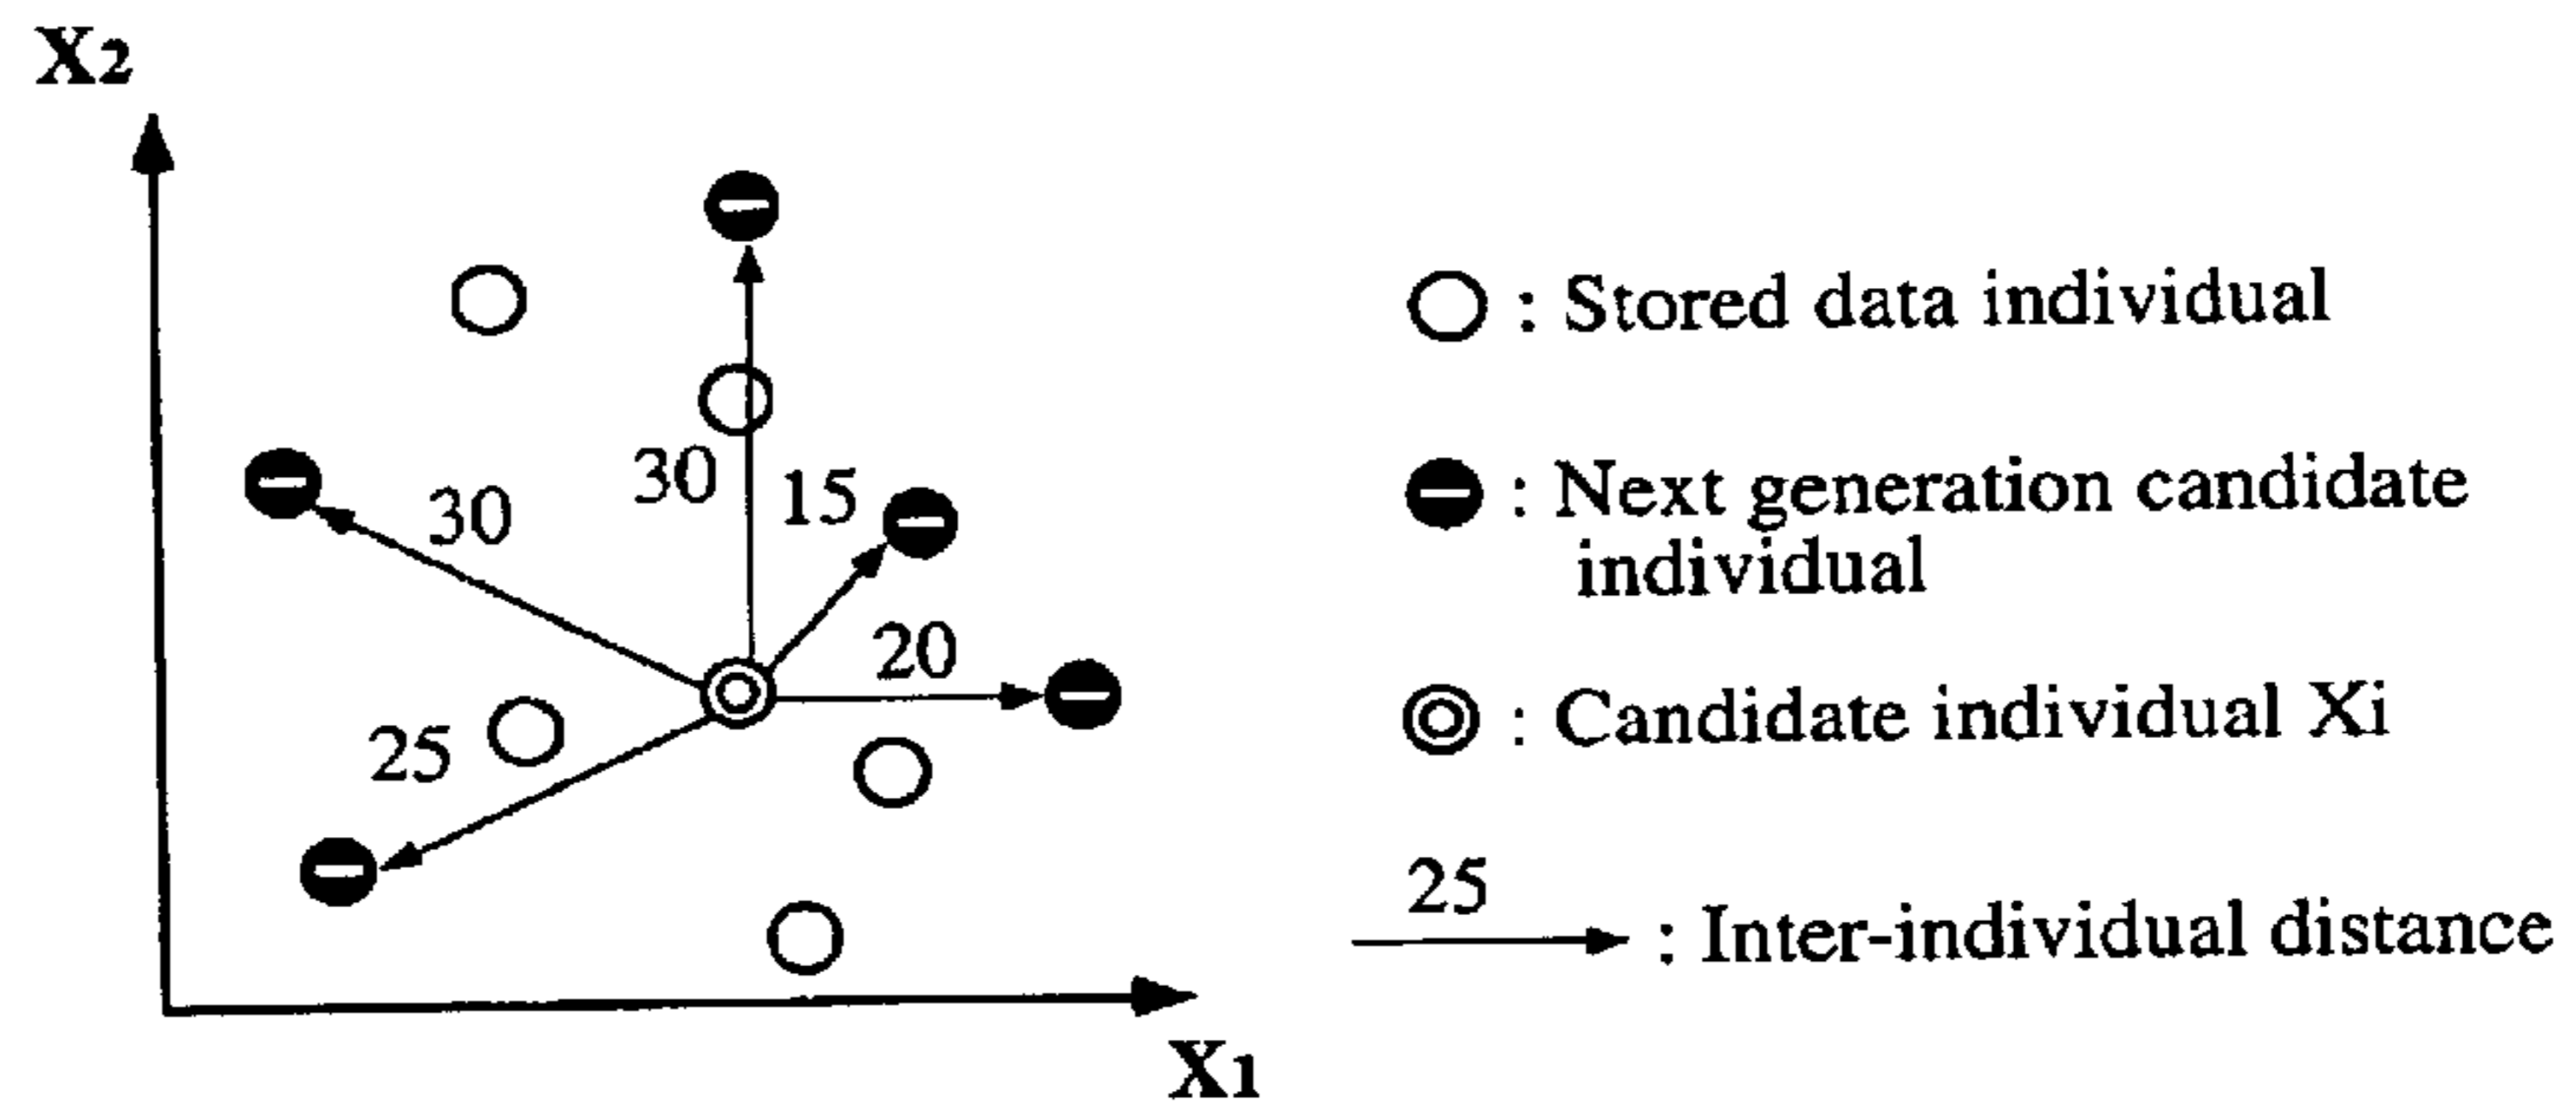 X2
30
30
15
20
25
X1
: Stored data individual
: Next generation candidate
individual
: Candidate individual Xi
25
: Inter-individual distance